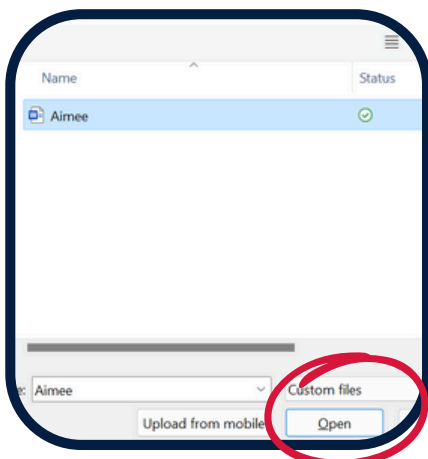 Name Status
Aimee
e: Aimee Custom files
Upload from mobile Open